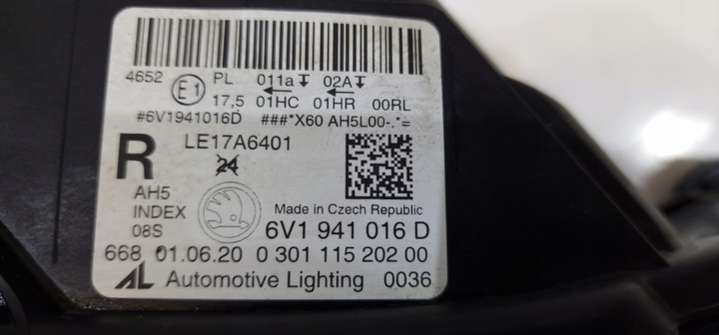 4652 E1 PL 011a 02A
17,5 01HC 01HR 00RL
#6V1941016D ###*X60 AH5L00-.*=
R LE17A6401
24
AH5
INDEX
08S
Made in Czech Republic
6V1 941 016 D
668 01.06.20 0 301 115 202 00
AL Automotive Lighting 0036